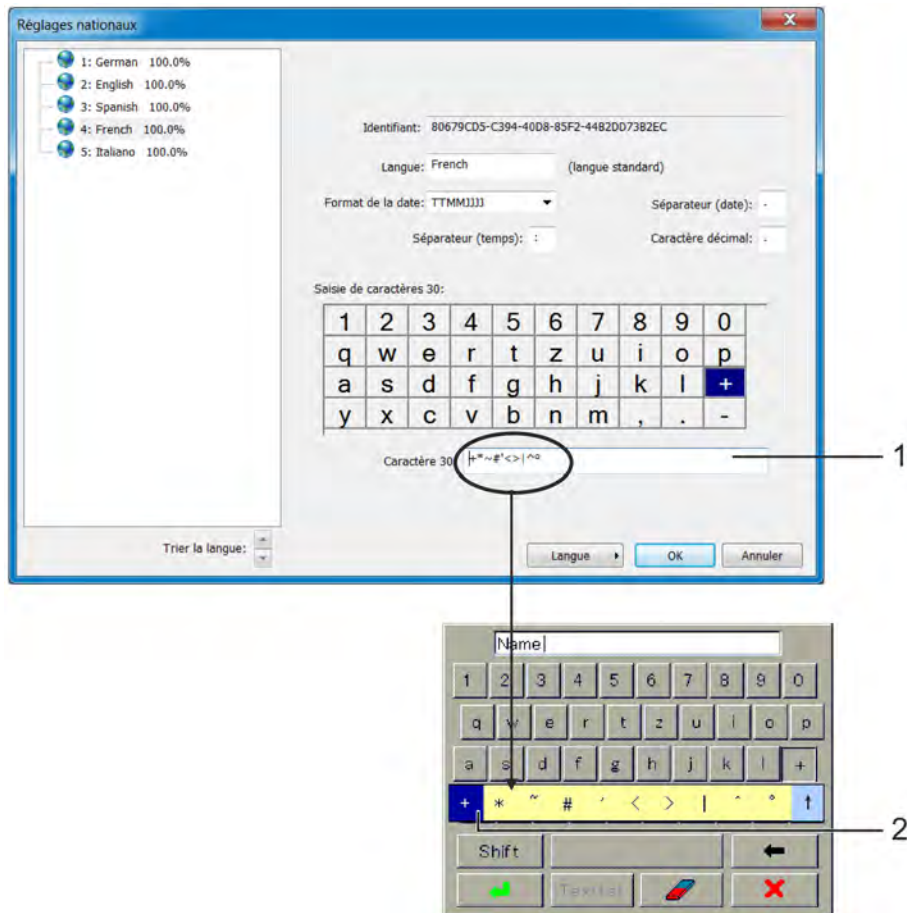 Réglages nationaux
1: German 100.0%
2: English 100.0%
3: Spanish 100.0%
4: French 100.0%
5: Italiano 100.0%
Identifiant: 80679CD5-C394-40D8-85F2-44B2DD73B2EC
Langue: French (langue standard)
Format de la date: TTMMJJJJ Séparateur (date): .
Séparateur (temps): : Caractère décimal: .
Saisie de caractères 30:
1 2 3 4 5 6 7 8 9 0
q w e r t z u i o p
a s d f g h j k l +
y x c v b n m , . -
Caractère 30 +*~#'<>|^° 1
Trier la langue:
Langue OK Annuler
Name
1 2 3 4 5 6 7 8 9 0
q w e r t z u i o p
a s d f g h j k l +
+ * ~ # ' < > | ^ ° ↑
2
Shift